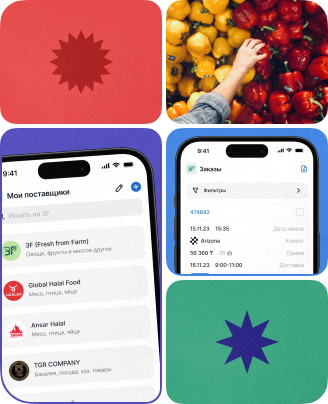 9:41
Мои поставщики
Искать на 3F
3F (Fresh from Farm)
Овощи, фрукты и многое другое
Global Halal Food
Мясо, птица, яйца
Ansar Halal
Мясо, птица, яйца
TGR COMPANY
Бакалея, посуда, хоз. товары
9:41
Заказы
Фильтры
474842
15.11.23 15:35 Дата заказа
Arizona Клиент
56 360 ₸ 25 Сумма
16.11.23 9:00-11:00 Доставка